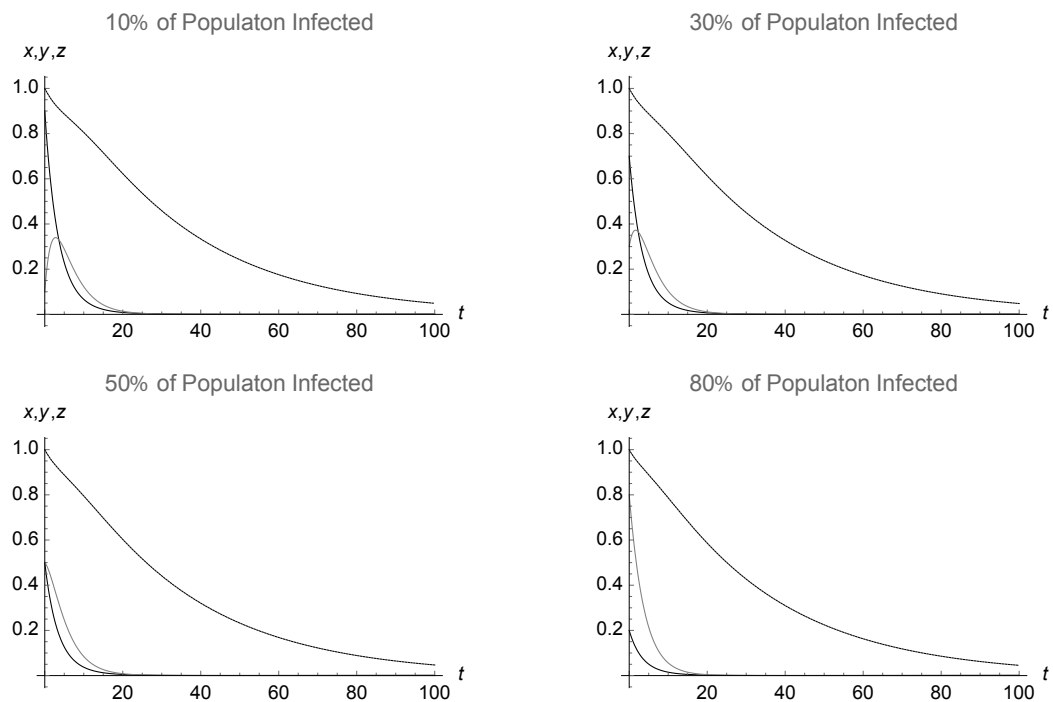 10% of Populaton Infected
x,y,z
1.0
0.8
0.6
0.4
0.2
20 40 60 80 100 t
30% of Populaton Infected
x,y,z
1.0
0.8
0.6
0.4
0.2
20 40 60 80 100 t
50% of Populaton Infected
x,y,z
1.0
0.8
0.6
0.4
0.2
20 40 60 80 100 t
80% of Populaton Infected
x,y,z
1.0
0.8
0.6
0.4
0.2
20 40 60 80 100 t